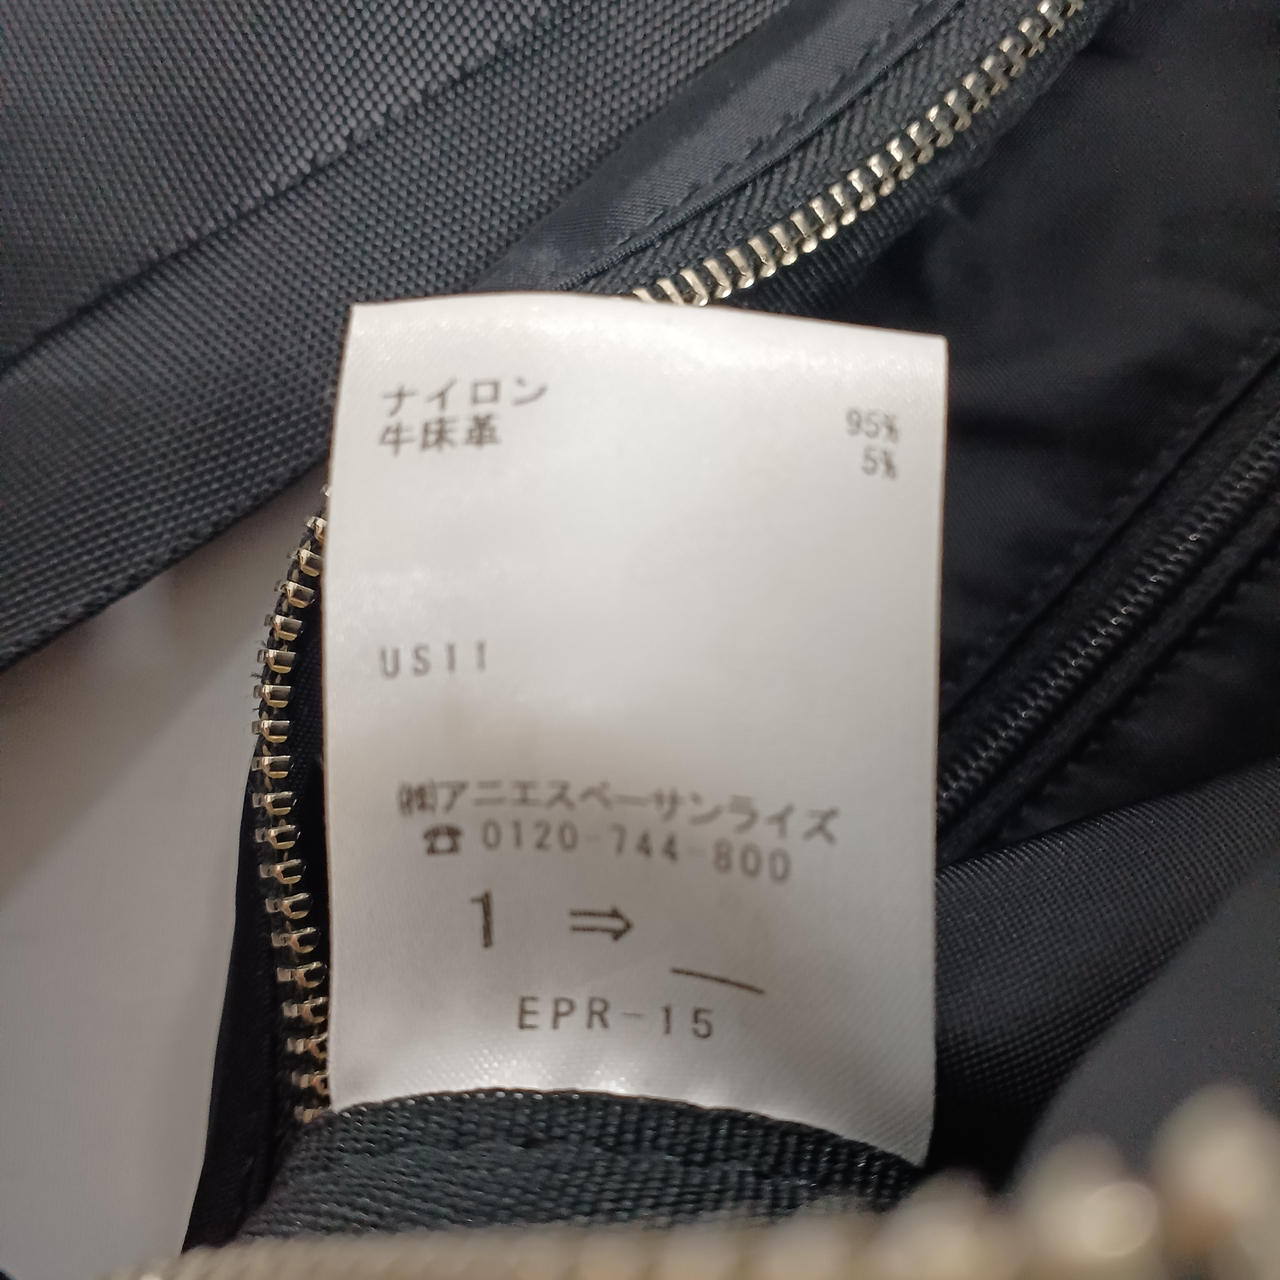 ナイロン 95%
牛床革 5%
US11
㈱アニエスベーサンライズ
☎0120-744-800
1 ⇒
EPR-15